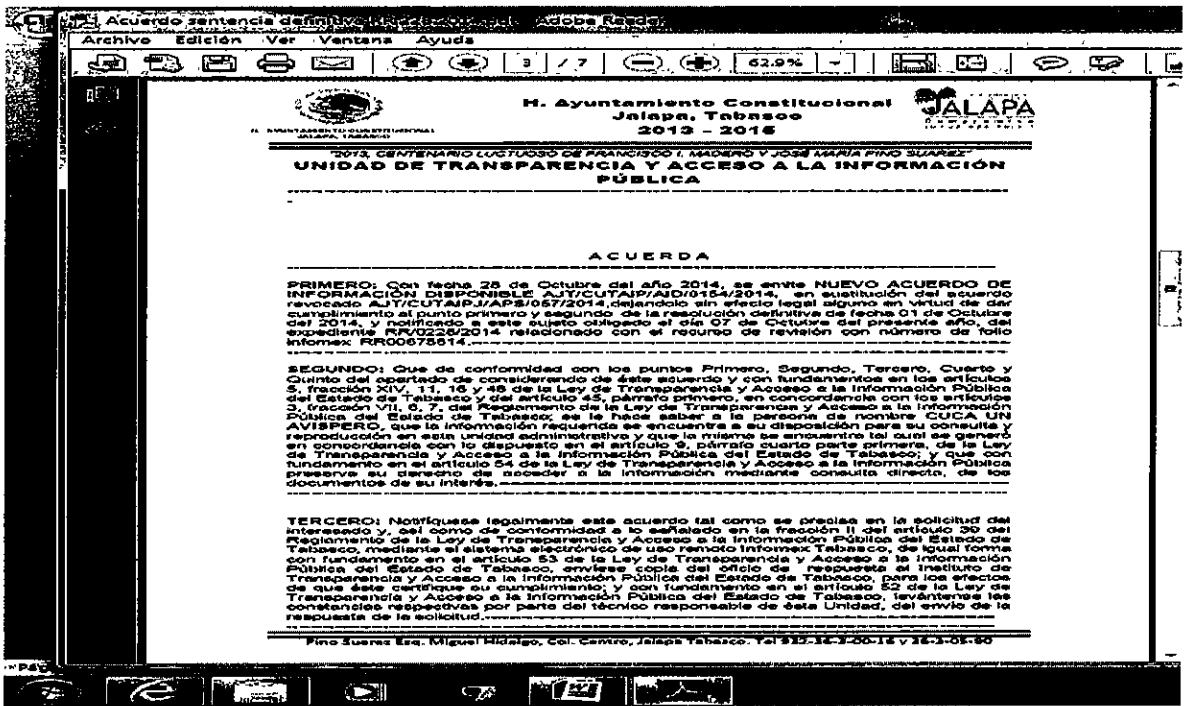 Acuerdo sentencia definitiva Adobe Reader
Archivo Edición Ver Ventana Ayuda
3 / 7 62.9%
H. Ayuntamiento Constitucional
Jalapa, Tabasco
2013 - 2015
JALAPA
H. AYUNTAMIENTO CONSTITUCIONAL
JALAPA, TABASCO
"2013, CENTENARIO LUCTUOSO DE FRANCISCO I. MADERO Y JOSÉ MARÍA PINO SUÁREZ"
UNIDAD DE TRANSPARENCIA Y ACCESO A LA INFORMACIÓN
PÚBLICA
A C U E R D A
PRIMERO: Con fecha 28 de Octubre del año 2014, se emite NUEVO ACUERDO DE
INFORMACIÓN DISPONIBLE AJT/CUTAIP/AID/0154/2014, en sustitución del acuerdo
revocado AJT/CUTAIPJ/APS/057/2014,dejandolo sin efecto legal alguno en virtud de dar
cumplimiento al punto primero y segundo de la resolución definitiva de fecha 01 de Octubre
del 2014, y notificado a este sujeto obligado el día 07 de Octubre del presente año, del
expediente RR/0228/2014 relacionado con el recurso de revisión con número de folio
infomex RR00675614.
SEGUNDO: Que de conformidad con los puntos Primero, Segundo, Tercero, Cuarto y
Quinto del apartado de considerando de éste acuerdo y con fundamentos en los artículos
5, fracción XIV, 11, 16 y 48 de la Ley de Transparencia y Acceso a la Información Pública
del Estado de Tabasco y del artículo 45, párrafo primero, en concordancia con los artículos
3, fracción VII, 6, 7, del Reglamento de la Ley de Transparencia y Acceso a la Información
Pública del Estado de Tabasco; se le hace saber a la persona de nombre CUCA UN
AVISPERO, que la información requerida se encuentra a su disposición para su consulta y
reproducción en esta unidad administrativa y que la misma se encuentra tal cual se generó
en concordancia con lo dispuesto en el artículo 9, párrafo cuarto parte primera, de la Ley
de Transparencia y Acceso a la Información Pública del Estado de Tabasco; y que con
fundamento en el artículo 54 de la Ley de Transparencia y Acceso a la Información Pública
preserva su derecho de acceder a la información mediante consulta directa, de los
documentos de su interés.
TERCERO: Notifíquese legalmente este acuerdo tal como se precisa en la solicitud del
interesado y, así como de conformidad a lo señalado en la fracción II del artículo 39 del
Reglamento de la Ley de Transparencia y Acceso a la Información Pública del Estado de
Tabasco, mediante el sistema electrónico de uso remoto Infomex Tabasco, de igual forma
con fundamento en el artículo 53 de la Ley de Transparencia y Acceso a la Información
Pública del Estado de Tabasco, envíese copia del oficio de respuesta al Instituto de
Transparencia y Acceso a la Información Pública del Estado de Tabasco, para los efectos
de que éste certifique su cumplimiento; y con fundamento en el artículo 52 de la Ley de
Transparencia y Acceso a la Información Pública del Estado de Tabasco, levántense las
constancias respectivas por parte del técnico responsable de ésta Unidad, del envío de la
respuesta de la solicitud.
Pino Suarez Esq. Miguel Hidalgo, Col. Centro, Jalapa Tabasco. Tel 932-36-3-00-16 y 36-3-05-80